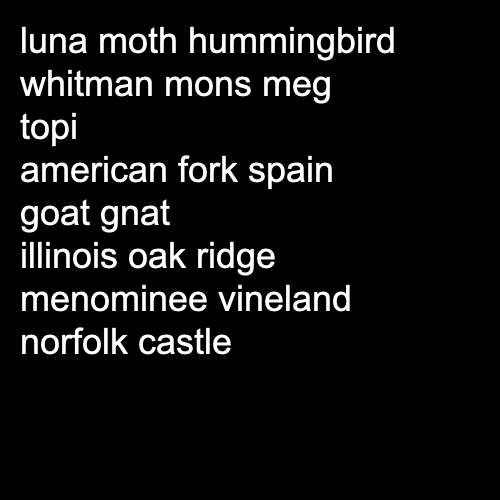 luna moth hummingbird
whitman mons meg
topi
american fork spain
goat gnat
illinois oak ridge
menominee vineland
norfolk castle